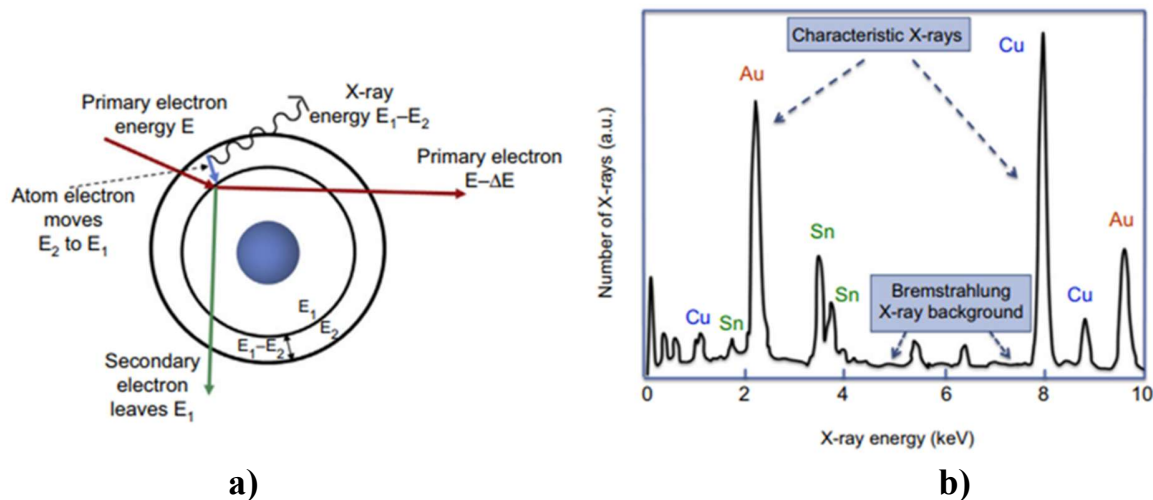 Primary electron
energy E
X-ray
energy E₁–E₂
Primary electron
E–ΔE
Atom electron
moves
E₂ to E₁
E₁
E₂
E₁–E₂
Secondary
electron
leaves E₁
a)
Number of X-rays (a.u.)
Characteristic X-rays
Au
Cu
Sn
Sn
Au
Cu
Sn
Bremstrahlung
X-ray background
Cu
0
2
4
6
8
10
X-ray energy (keV)
b)